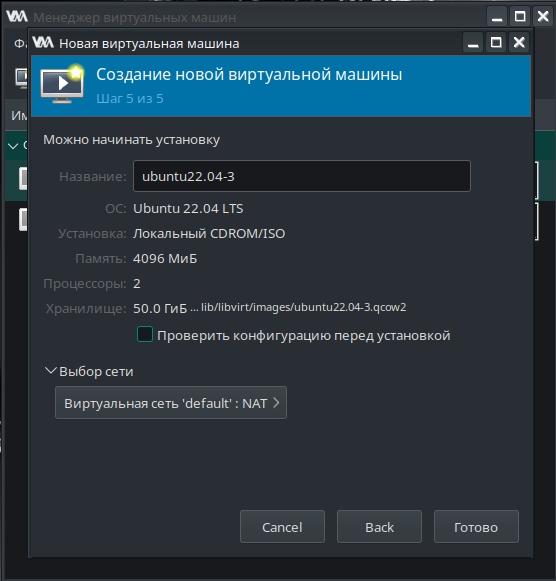 Менеджер виртуальных машин
Новая виртуальная машина
Создание новой виртуальной машины
Шаг 5 из 5
Можно начинать установку
Название: ubuntu22.04-3
ОС: Ubuntu 22.04 LTS
Установка: Локальный CDROM/ISO
Память: 4096 МиБ
Процессоры: 2
Хранилище: 50.0 ГиБ ... lib/libvirt/images/ubuntu22.04-3.qcow2
Проверить конфигурацию перед установкой
Выбор сети
Виртуальная сеть 'default' : NAT
Cancel Back Готово